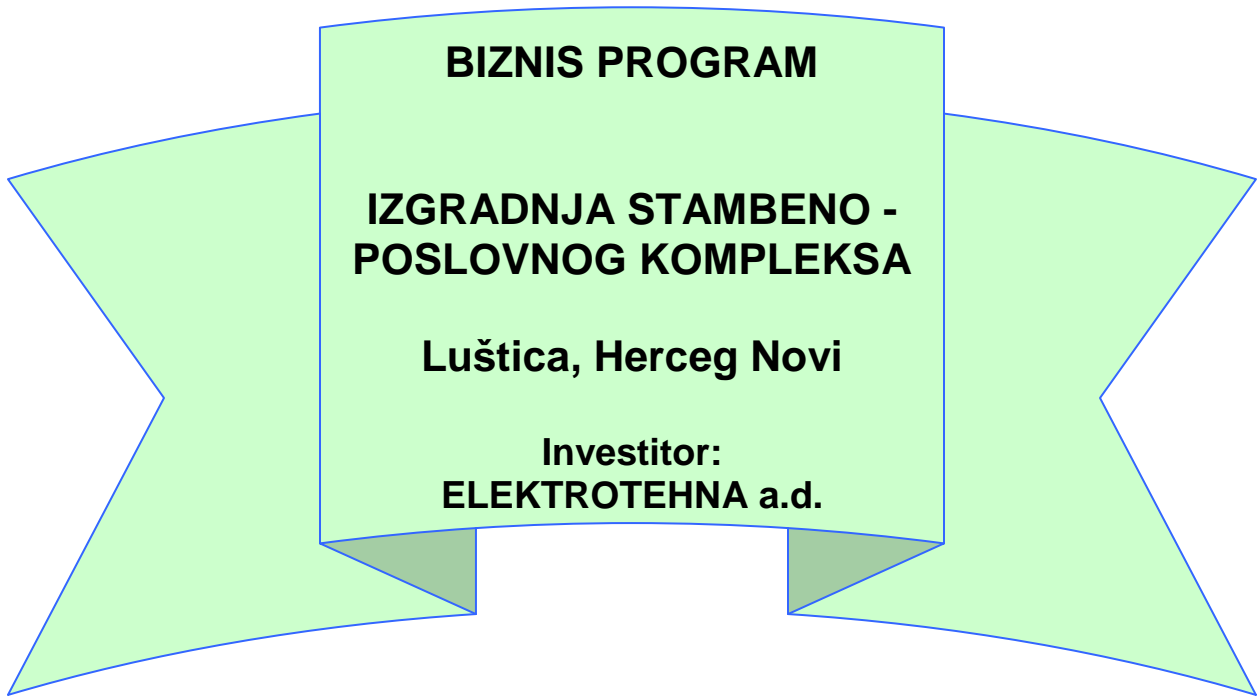 BIZNIS PROGRAM
IZGRADNJA STAMBENO -
POSLOVNOG KOMPLEKSA
Luštica, Herceg Novi
Investitor:
ELEKTROTEHNA a.d.